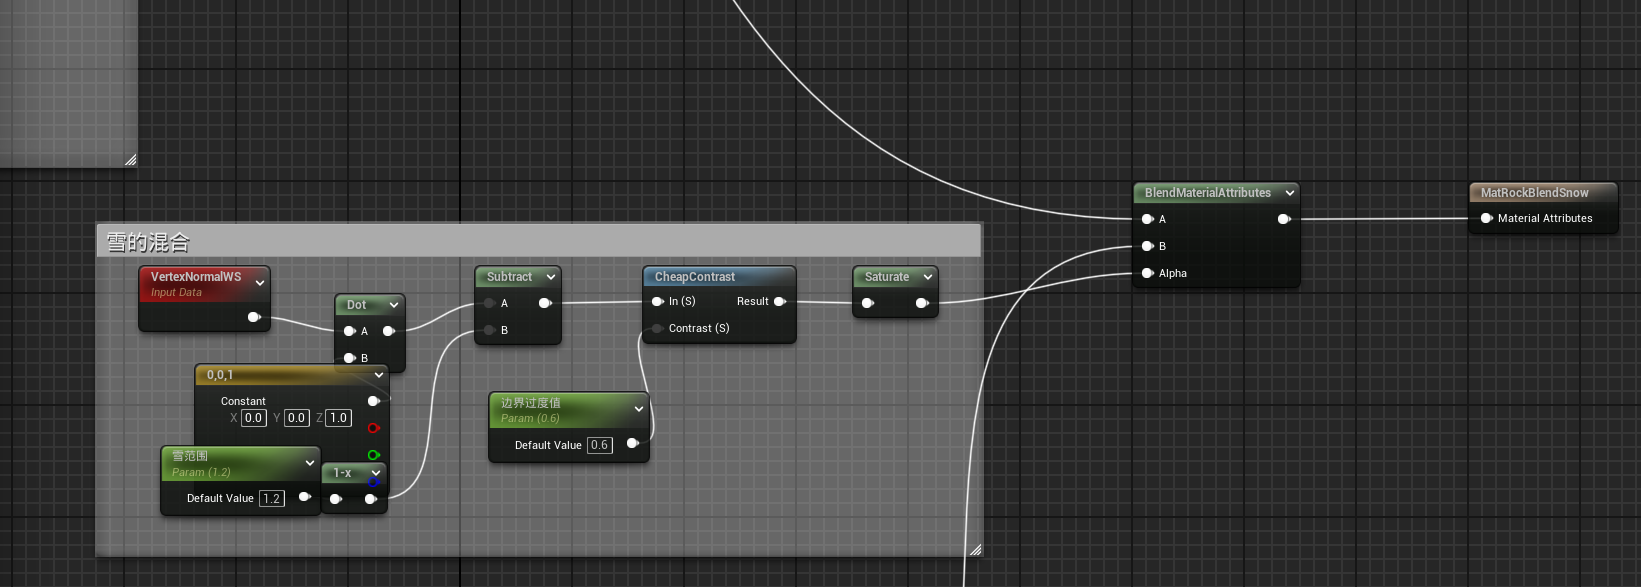 BlendMaterialAttributes
A
B
Alpha
MatRockBlendSnow
Material Attributes
雪的混合
VertexNormalWS
Input Data
Dot
A
B
Subtract
A
B
CheapContrast
In (S)
Result
Contrast (S)
Saturate
0,0,1
Constant
X 0.0 Y 0.0 Z 1.0
雪范围
Param (1.2)
Default Value 1.2
1-x
边界过度值
Param (0.6)
Default Value 0.6